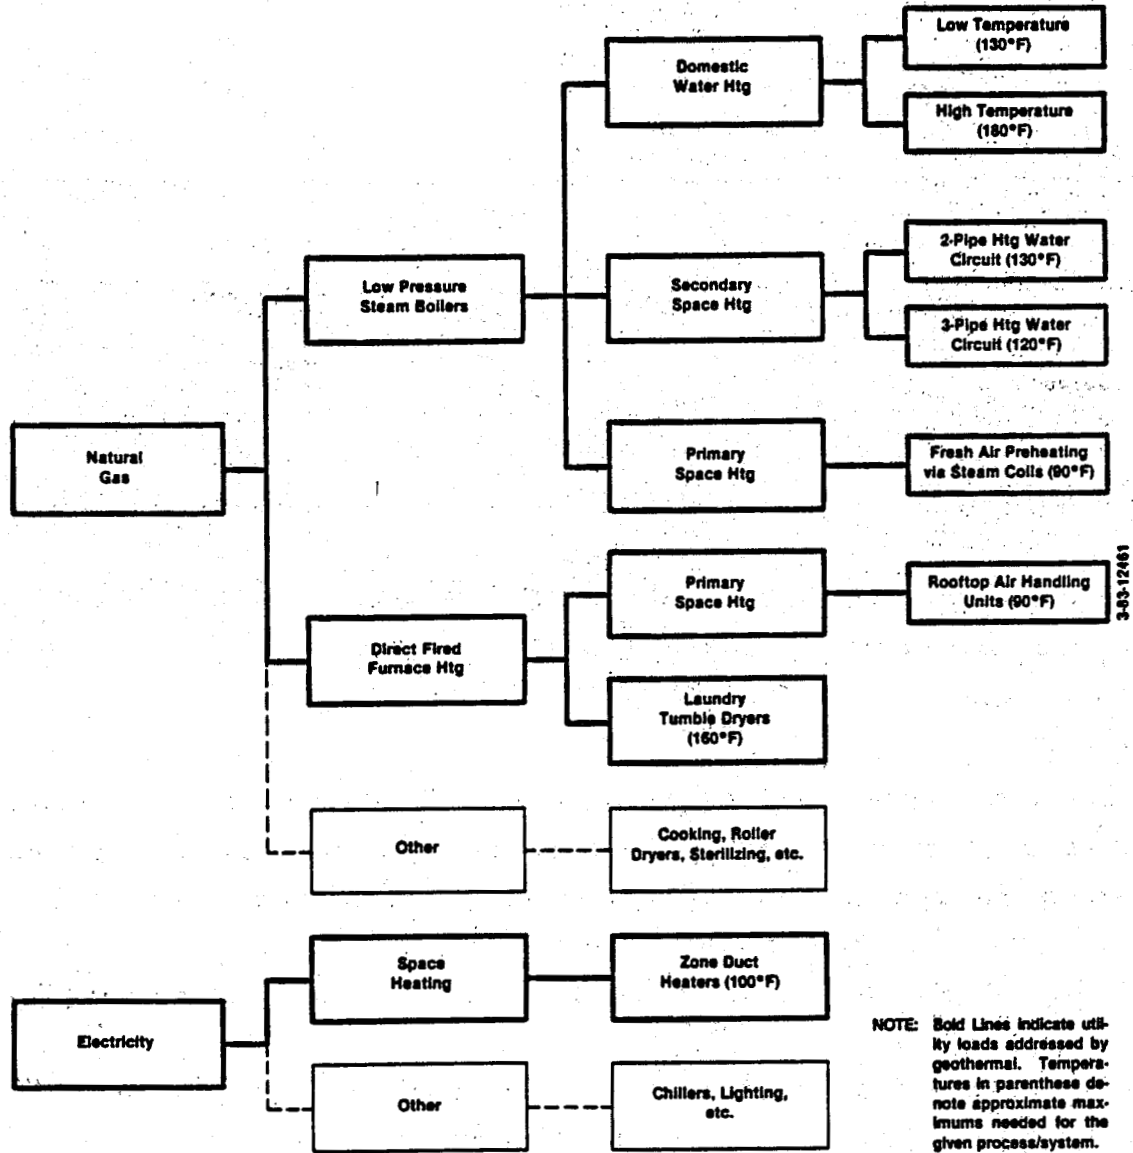 Low Temperature
(130°F)
Domestic
Water Htg
High Temperature
(180°F)
2-Pipe Htg Water
Circuit (130°F)
Low Pressure
Steam Boilers
Secondary
Space Htg
3-Pipe Htg Water
Circuit (120°F)
Natural
Gas
Primary
Space Htg
Fresh Air Preheating
via Steam Coils (90°F)
Primary
Space Htg
Rooftop Air Handling
Units (90°F)
3-83-12461
Direct Fired
Furnace Htg
Laundry
Tumble Dryers
(160°F)
Other
Cooking, Roller
Dryers, Sterilizing, etc.
Space
Heating
Zone Duct
Heaters (100°F)
Electricity
Other
Chillers, Lighting,
etc.
NOTE: Bold Lines indicate util-
ity loads addressed by
geothermal. Tempera-
tures in parenthese de-
note approximate max-
imums needed for the
given process/system.